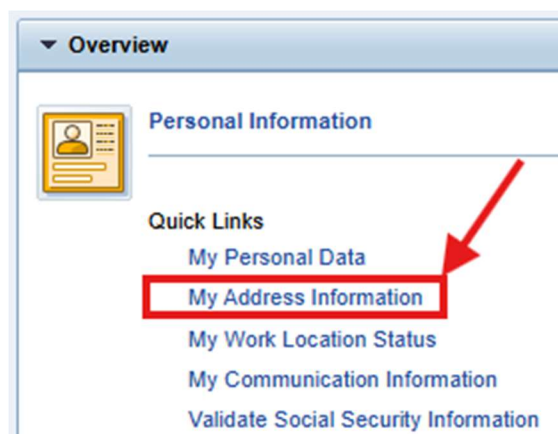 Overview
Personal Information
Quick Links
My Personal Data
My Address Information
My Work Location Status
My Communication Information
Validate Social Security Information